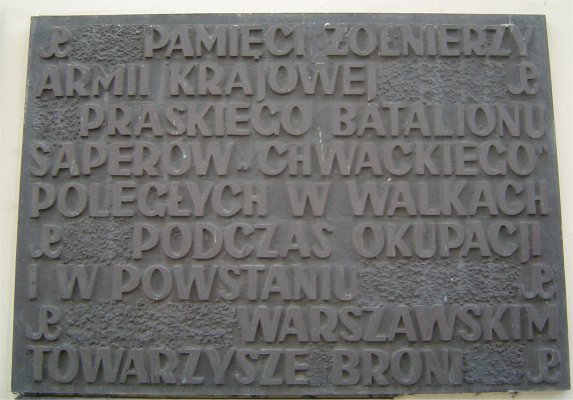 PAMIĘCI ŻOŁNIERZY
ARMII KRAJOWEJ
PRASKIEGO BATALIONU
SAPERÓW „CHWACKIEGO"
POLEGŁYCH W WALKACH
PODCZAS OKUPACJI
I W POWSTANIU
WARSZAWSKIM
TOWARZYSZE BRONI